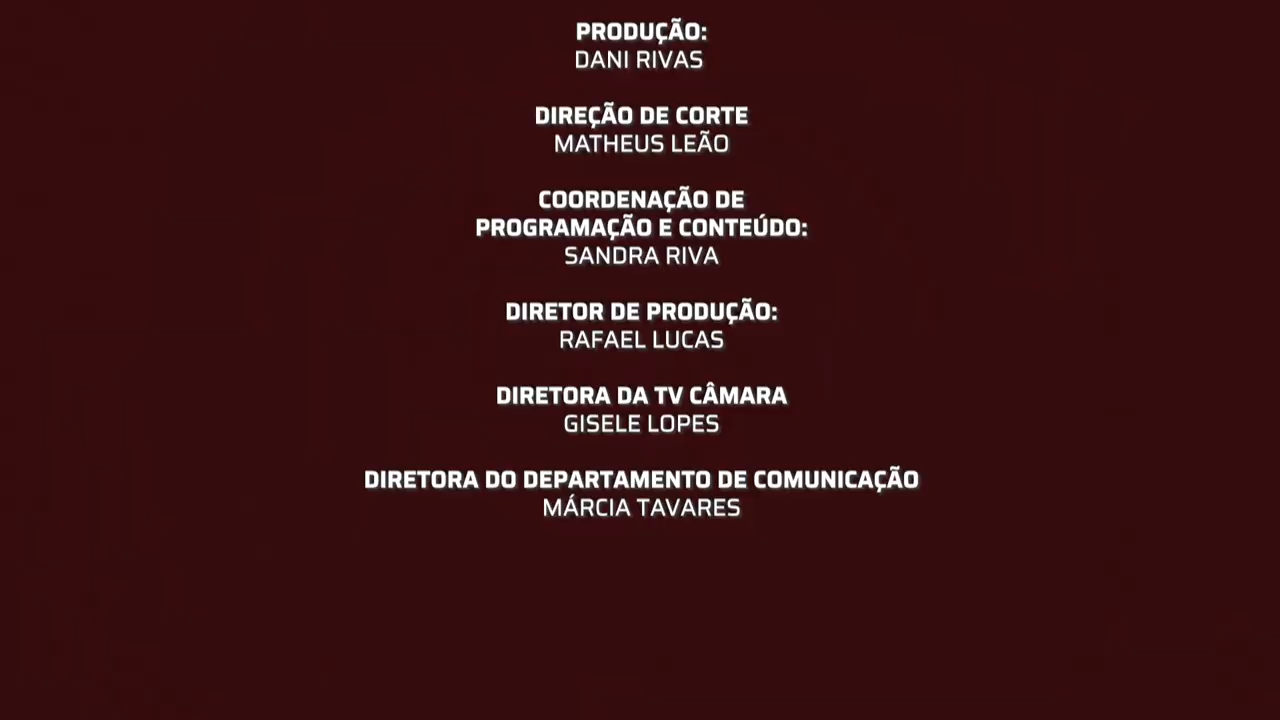 PRODUÇÃO:
DANI RIVAS
DIREÇÃO DE CORTE
MATHEUS LEÃO
COORDENAÇÃO DE
PROGRAMAÇÃO E CONTEÚDO:
SANDRA RIVA
DIRETOR DE PRODUÇÃO:
RAFAEL LUCAS
DIRETORA DA TV CÂMARA
GISELE LOPES
DIRETORA DO DEPARTAMENTO DE COMUNICAÇÃO
MÁRCIA TAVARES